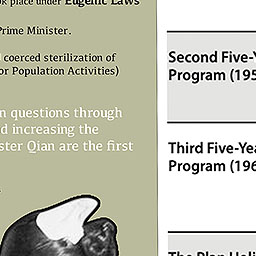 ok place under Eugenic Laws
Prime Minister.
coerced sterilization of
or Population Activities)
n questions through
d increasing the
ster Qian are the first
Second Five-Y
Program (195
Third Five-Yea
Program (196
The Plan Holi